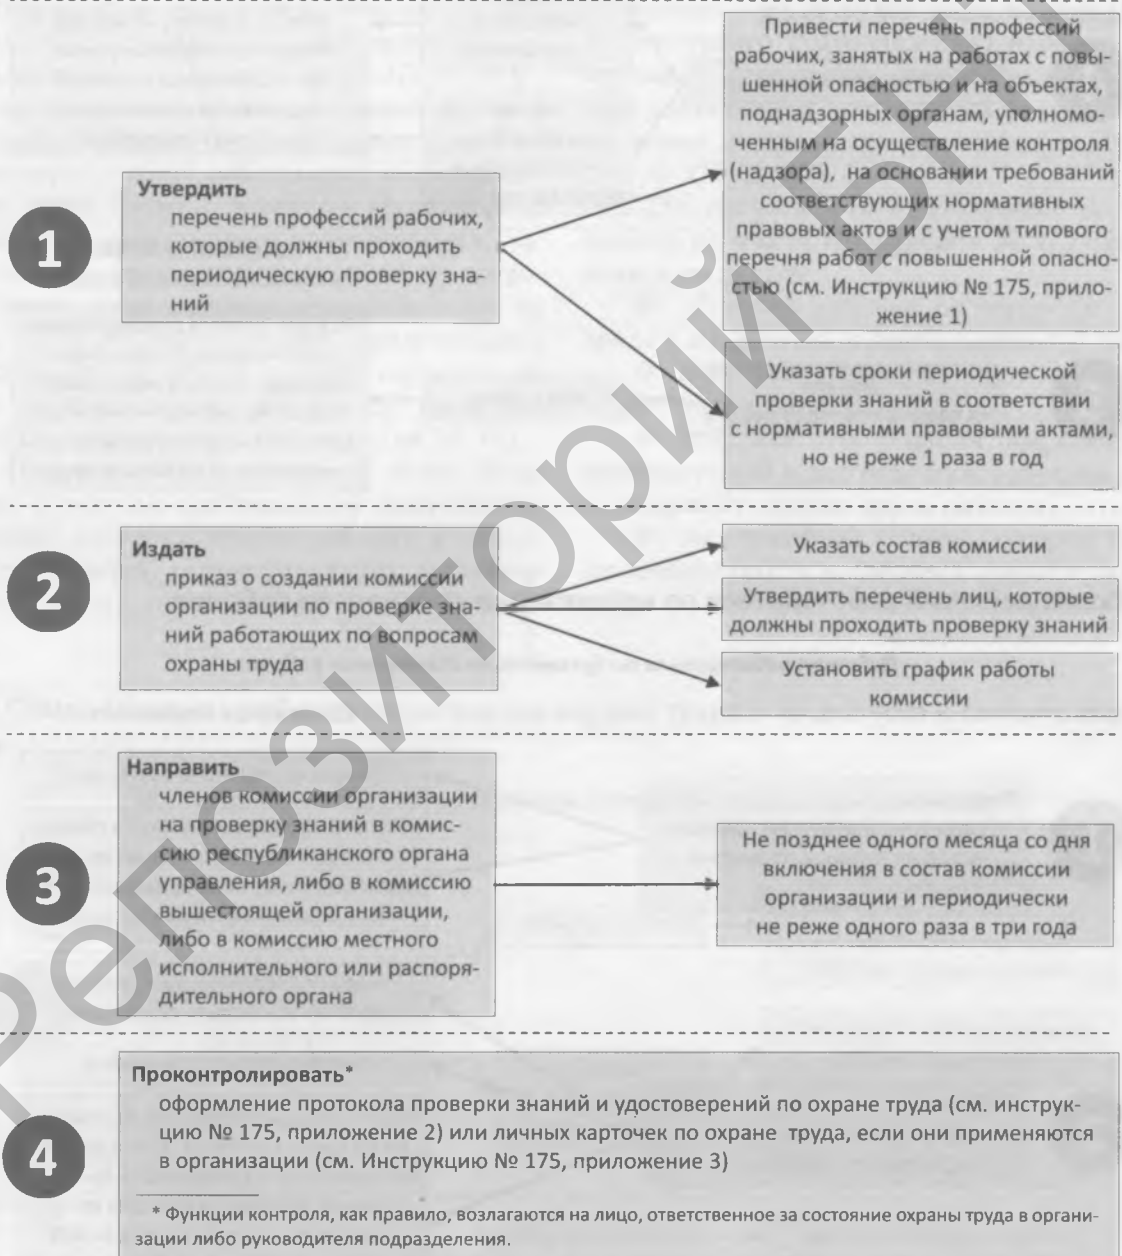 1
Утвердить
перечень профессий рабочих,
которые должны проходить
периодическую проверку зна-
ний
Привести перечень профессий
рабочих, занятых на работах с повы-
шенной опасностью и на объектах,
поднадзорных органам, уполномо-
ченным на осуществление контроля
(надзора), на основании требований
соответствующих нормативных
правовых актов и с учетом типового
перечня работ с повышенной опасно-
стью (см. Инструкцию № 175, прило-
жение 1)
Указать сроки периодической
проверки знаний в соответствии
с нормативными правовыми актами,
но не реже 1 раза в год
2
Издать
приказ о создании комиссии
организации по проверке зна-
ний работающих по вопросам
охраны труда
Указать состав комиссии
Утвердить перечень лиц, которые
должны проходить проверку знаний
Установить график работы
комиссии
3
Направить
членов комиссии организации
на проверку знаний в комис-
сию республиканского органа
управления, либо в комиссию
вышестоящей организации,
либо в комиссию местного
исполнительного или распоря-
дительного органа
Не позднее одного месяца со дня
включения в состав комиссии
организации и периодически
не реже одного раза в три года
4
Проконтролировать*
оформление протокола проверки знаний и удостоверений по охране труда (см. инструк-
цию № 175, приложение 2) или личных карточек по охране труда, если они применяются
в организации (см. Инструкцию № 175, приложение 3)
* Функции контроля, как правило, возлагаются на лицо, ответственное за состояние охраны труда в органи-
зации либо руководителя подразделения.
Репозиторий БНТ